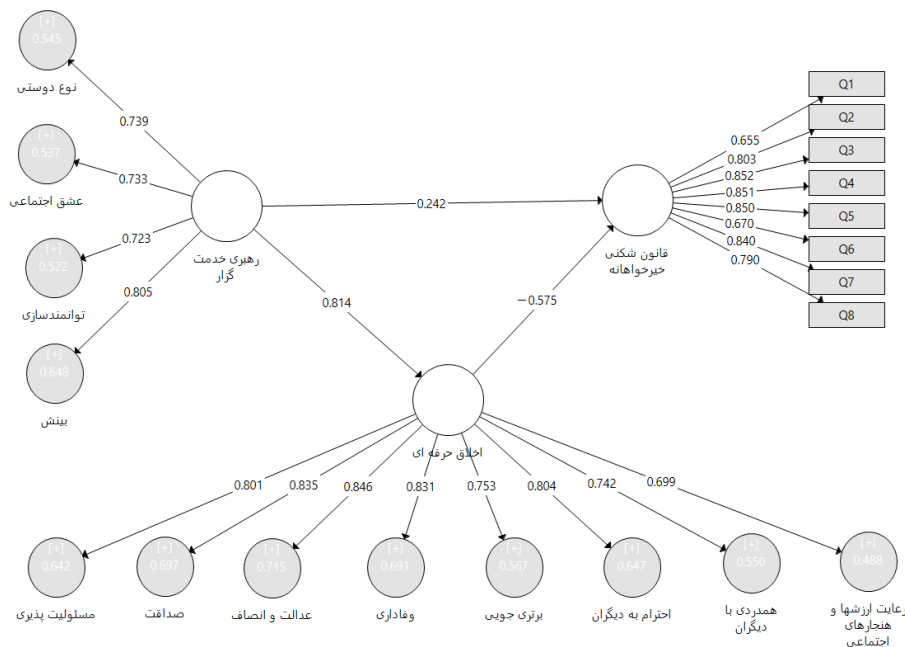 [+]
0.545
نوع دوستی
[+]
0.537
عشق اجتماعی
[+]
0.522
توانمندسازی
[+]
0.648
بینش
0.739
0.733
0.723
0.805
رهبری خدمت
گزار
0.242
0.814
−0.575
قانون شکنی
خیرخواهانه
0.655
0.803
0.852
0.851
0.850
0.670
0.840
0.790
Q1
Q2
Q3
Q4
Q5
Q6
Q7
Q8
اخلاق حرفه ای
0.801
0.835
0.846
0.831
0.753
0.804
0.742
0.699
[+]
0.642
مسئولیت پذیری
[+]
0.697
صداقت
[+]
0.715
عدالت و انصاف
[+]
0.691
وفاداری
[+]
0.567
برتری جویی
[+]
0.647
احترام به دیگران
[+]
0.550
همدردی با
دیگران
[+]
0.488
رعایت ارزشها و
هنجارهای
اجتماعی